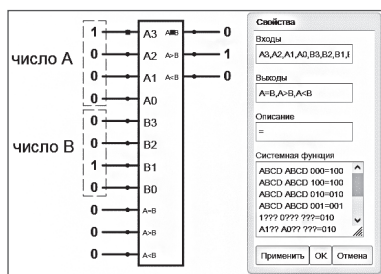 число A
число B
1 A3 A=B 0
0 A2 A>B 1
0 A1 A<B 0
0 A0
0 B3
0 B2
1 B1
0 B0
0 A=B
0 A>B
0 A<B
Свойства
Входы
A3,A2,A1,A0,B3,B2,B1,
Выходы
A=B,A>B,A<B
Описание
=
Системная функция
ABCD ABCD 000=100
ABCD ABCD 100=100
ABCD ABCD 010=010
ABCD ABCD 001=001
1??? 0??? ???=010
A1?? A0?? ???=010
Применить
OK
Отмена